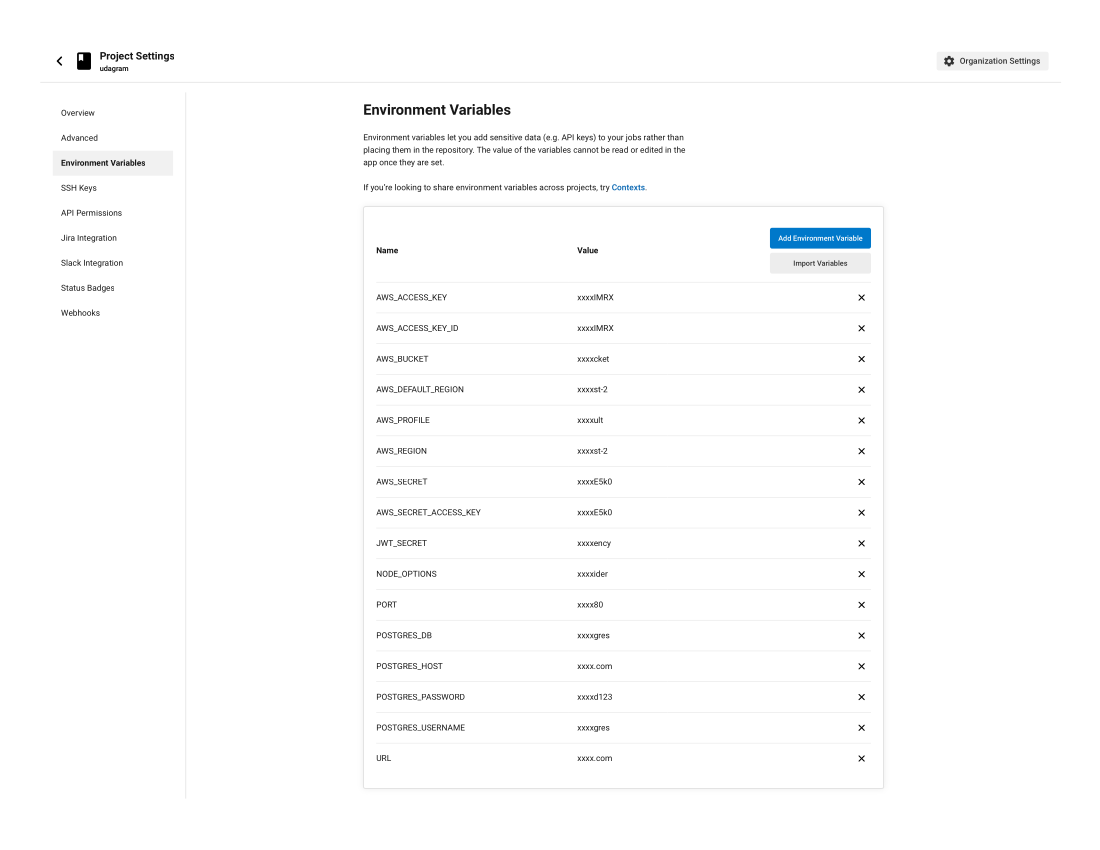 Project Settings
udagram
Organization Settings
Overview
Advanced
Environment Variables
SSH Keys
API Permissions
Jira Integration
Slack Integration
Status Badges
Webhooks
Environment Variables
Environment variables let you add sensitive data (e.g. API keys) to your jobs rather than
placing them in the repository. The value of the variables cannot be read or edited in the
app once they are set.
If you're looking to share environment variables across projects, try Contexts.
Name Value Add Environment Variable
Import Variables
AWS_ACCESS_KEY xxxxIMRX
AWS_ACCESS_KEY_ID xxxxIMRX
AWS_BUCKET xxxxcket
AWS_DEFAULT_REGION xxxxst-2
AWS_PROFILE xxxxult
AWS_REGION xxxxst-2
AWS_SECRET xxxxE5k0
AWS_SECRET_ACCESS_KEY xxxxE5k0
JWT_SECRET xxxxency
NODE_OPTIONS xxxxider
PORT xxxx80
POSTGRES_DB xxxxgres
POSTGRES_HOST xxxx.com
POSTGRES_PASSWORD xxxxd123
POSTGRES_USERNAME xxxxgres
URL xxxx.com